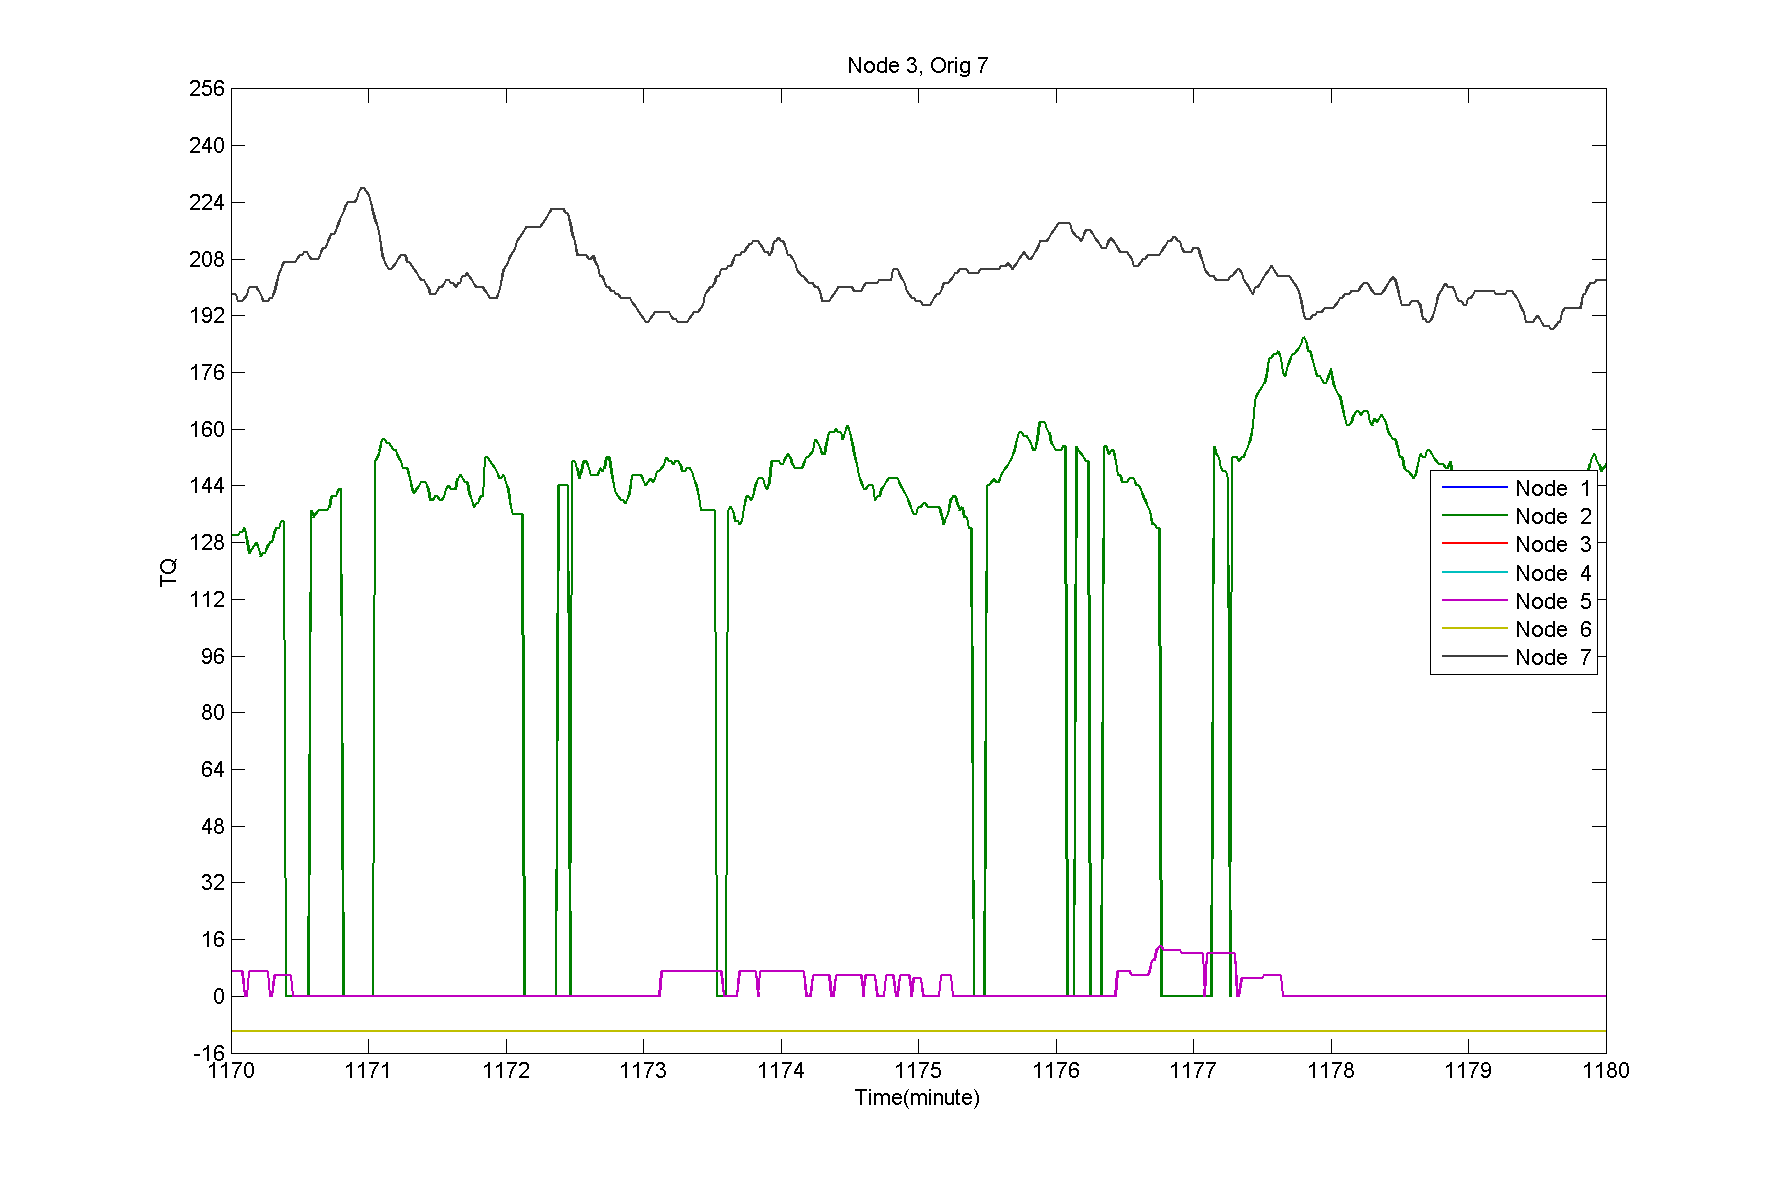 Node 3, Orig 7
256
240
224
208
192
176
160
144
128
112
96
80
64
48
32
16
0
-16
TQ
Node 1
Node 2
Node 3
Node 4
Node 5
Node 6
Node 7
1170 1171 1172 1173 1174 1175 1176 1177 1178 1179 1180
Time(minute)